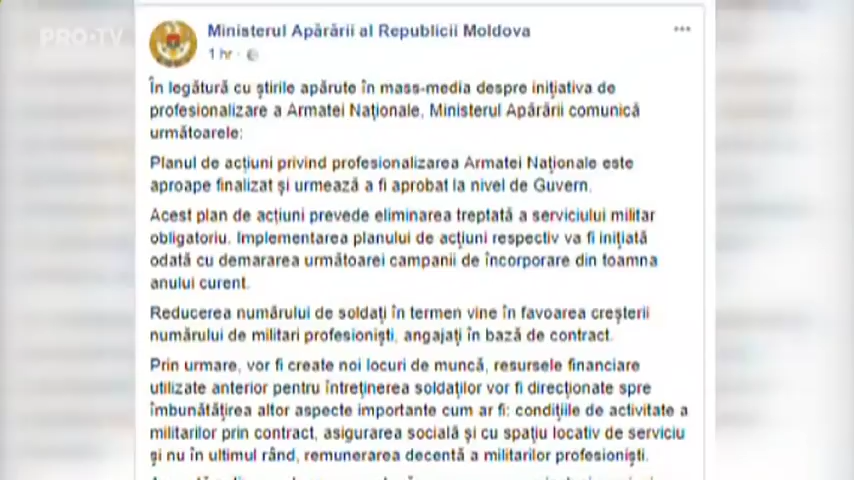 PRO·TV
Ministerul Apărării al Republicii Moldova
1 hr ·
În legătură cu știrile apărute în mass-media despre inițiativa de
profesionalizare a Armatei Naționale, Ministerul Apărării comunică
următoarele:
Planul de acțiuni privind profesionalizarea Armatei Naționale este
aproape finalizat și urmează a fi aprobat la nivel de Guvern.
Acest plan de acțiuni prevede eliminarea treptată a serviciului militar
obligatoriu. Implementarea planului de acțiuni respectiv va fi inițiată
odată cu demararea următoarei campanii de încorporare din toamna
anului curent.
Reducerea numărului de soldați în termen vine în favoarea creșterii
numărului de militari profesioniști, angajați în bază de contract.
Prin urmare, vor fi create noi locuri de muncă, resursele financiare
utilizate anterior pentru întreținerea soldaților vor fi direcționate spre
îmbunătățirea altor aspecte importante cum ar fi: condițiile de activitate a
militarilor prin contract, asigurarea socială și cu spațiu locativ de serviciu
și nu în ultimul rând, remunerarea decentă a militarilor profesioniști.